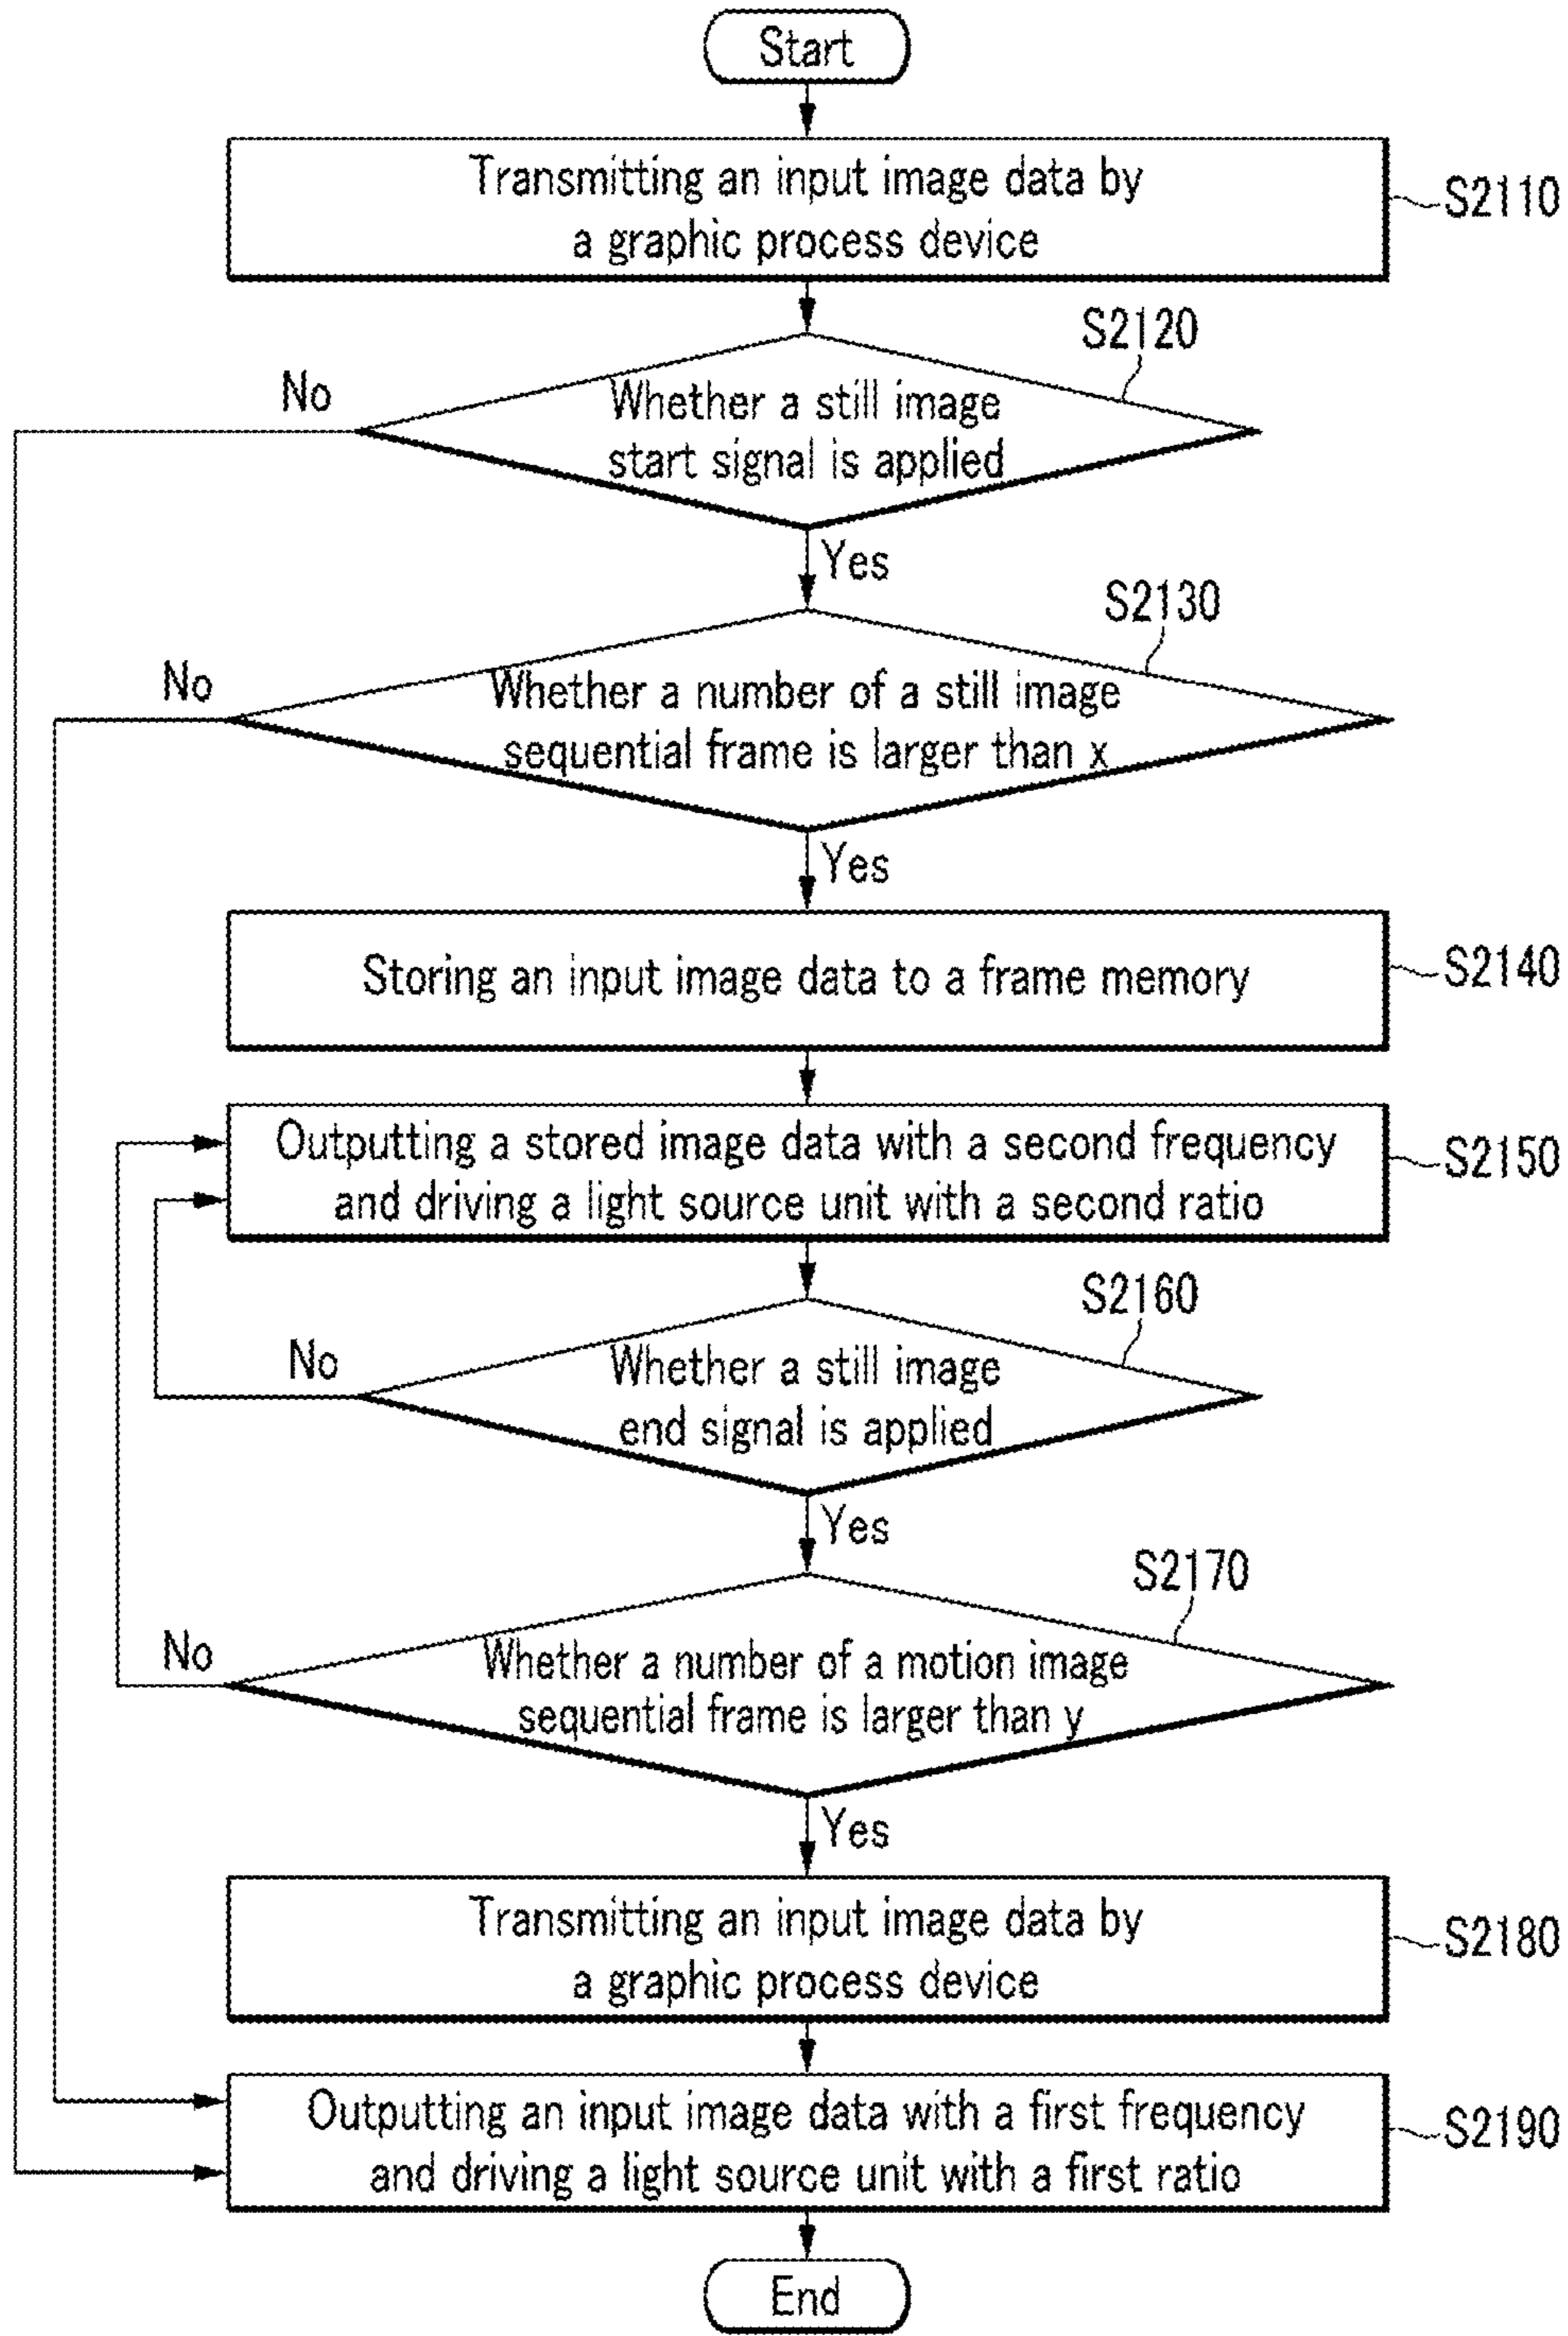 Start
Transmitting an input image data by
a graphic process device
S2110
S2120
No
Whether a still image
start signal is applied
Yes
S2130
No
Whether a number of a still image
sequential frame is larger than x
Yes
Storing an input image data to a frame memory
S2140
Outputting a stored image data with a second frequency
and driving a light source unit with a second ratio
S2150
S2160
No
Whether a still image
end signal is applied
Yes
S2170
No
Whether a number of a motion image
sequential frame is larger than y
Yes
Transmitting an input image data by
a graphic process device
S2180
Outputting an input image data with a first frequency
and driving a light source unit with a first ratio
S2190
End